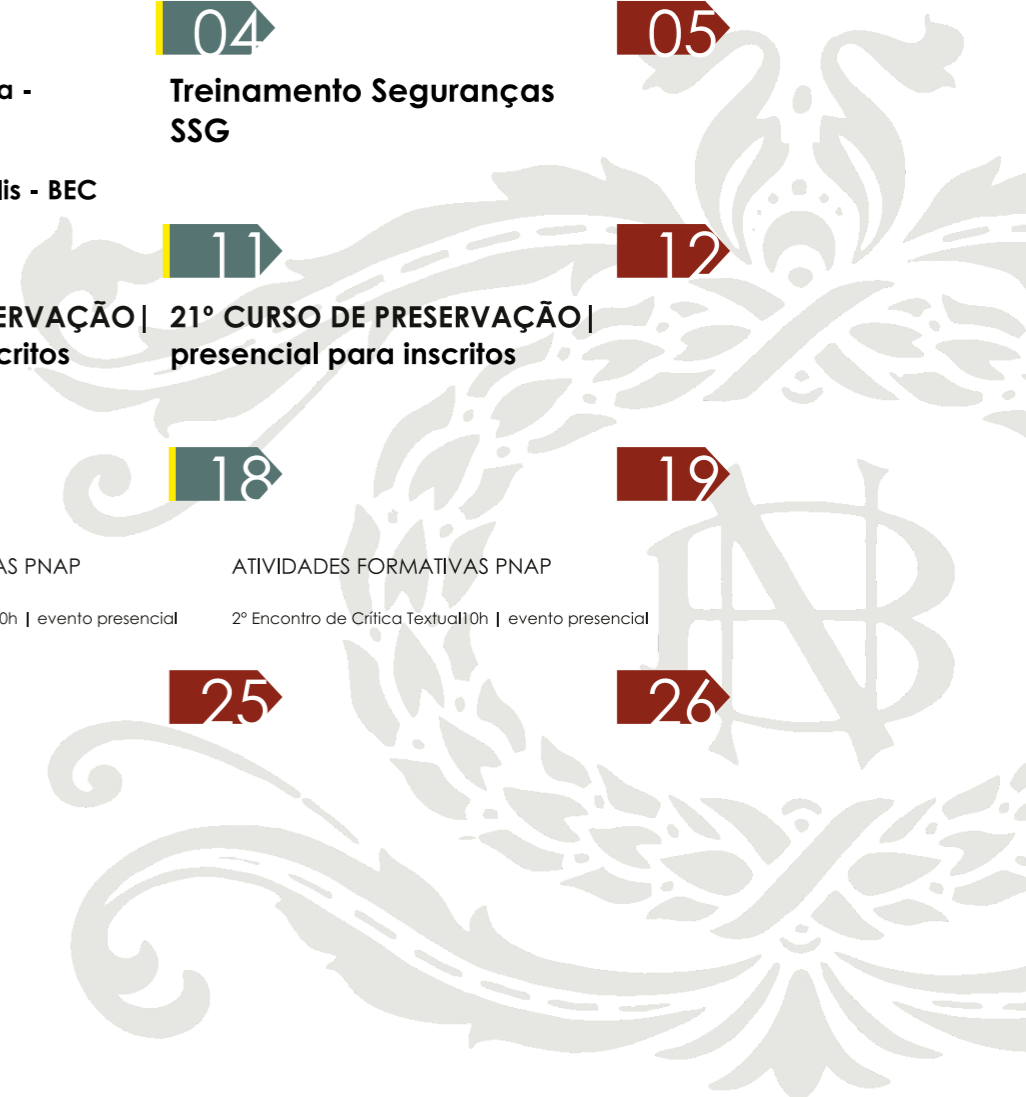 04
05
a -
Treinamento Seguranças
SSG
lis - BEC
11
12
ERVAÇÃO|
critos
21º CURSO DE PRESERVAÇÃO|
presencial para inscritos
18
19
AS PNAP
ATIVIDADES FORMATIVAS PNAP
0h | evento presencial
2º Encontro de Crítica Textual10h | evento presencial
25
26